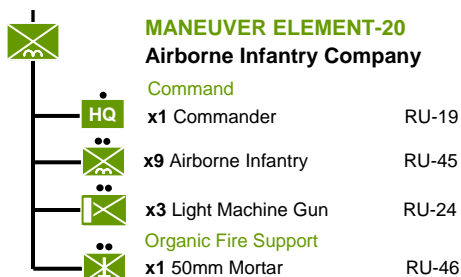 MANEUVER ELEMENT-20
Airborne Infantry Company
Command
HQ x1 Commander RU-19
x9 Airborne Infantry RU-45
x3 Light Machine Gun RU-24
Organic Fire Support
x1 50mm Mortar RU-46